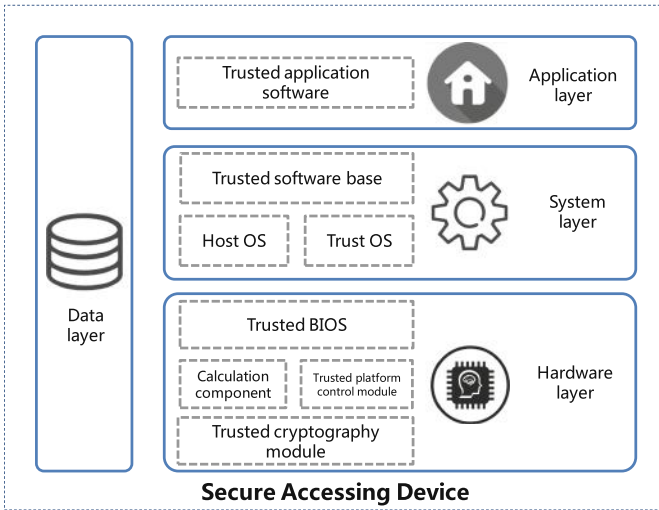 Data
layer
Trusted application
software
Application
layer
Trusted software base
Host OS
Trust OS
System
layer
Trusted BIOS
Calculation
component
Trusted platform
control module
Trusted cryptography
module
Hardware
layer
Secure Accessing Device